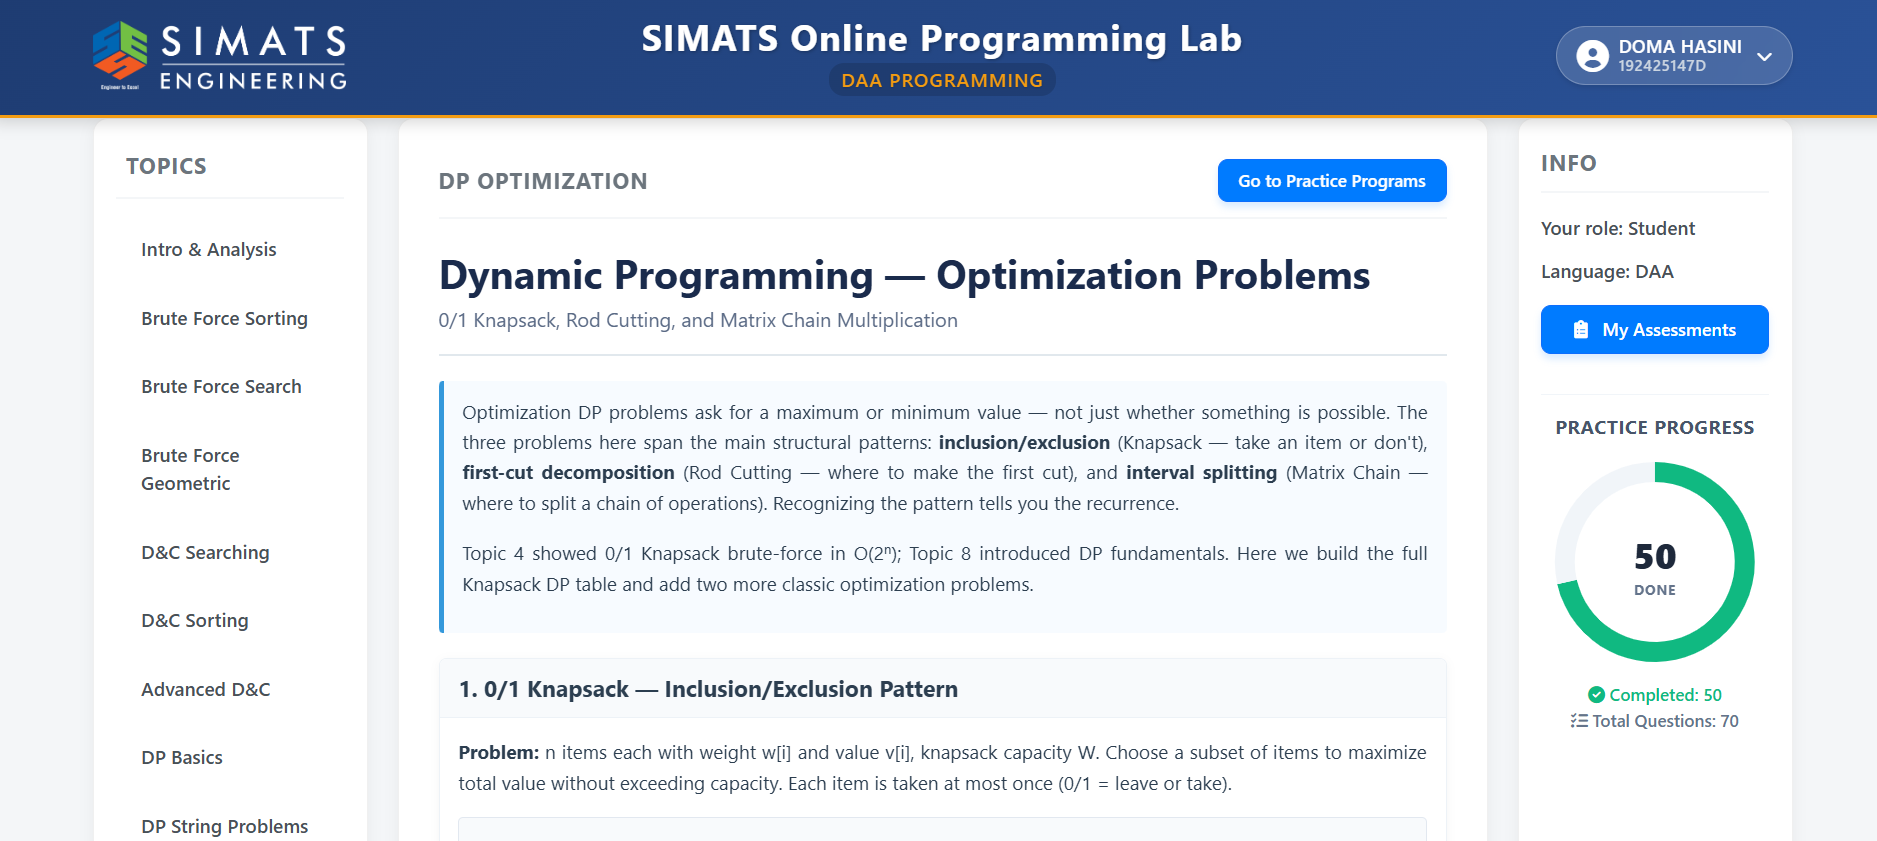 SIMATS
ENGINEERING
Engineer to Excel
SIMATS Online Programming Lab
DAA PROGRAMMING
DOMA HASINI
192425147D
TOPICS
Intro & Analysis
Brute Force Sorting
Brute Force Search
Brute Force
Geometric
D&C Searching
D&C Sorting
Advanced D&C
DP Basics
DP String Problems
DP OPTIMIZATION
Go to Practice Programs
Dynamic Programming — Optimization Problems
0/1 Knapsack, Rod Cutting, and Matrix Chain Multiplication
Optimization DP problems ask for a maximum or minimum value — not just whether something is possible. The
three problems here span the main structural patterns: inclusion/exclusion (Knapsack — take an item or don't),
first-cut decomposition (Rod Cutting — where to make the first cut), and interval splitting (Matrix Chain —
where to split a chain of operations). Recognizing the pattern tells you the recurrence.
Topic 4 showed 0/1 Knapsack brute-force in O(2ⁿ); Topic 8 introduced DP fundamentals. Here we build the full
Knapsack DP table and add two more classic optimization problems.
1. 0/1 Knapsack — Inclusion/Exclusion Pattern
Problem: n items each with weight w[i] and value v[i], knapsack capacity W. Choose a subset of items to maximize
total value without exceeding capacity. Each item is taken at most once (0/1 = leave or take).
INFO
Your role: Student
Language: DAA
My Assessments
PRACTICE PROGRESS
50
DONE
Completed: 50
Total Questions: 70